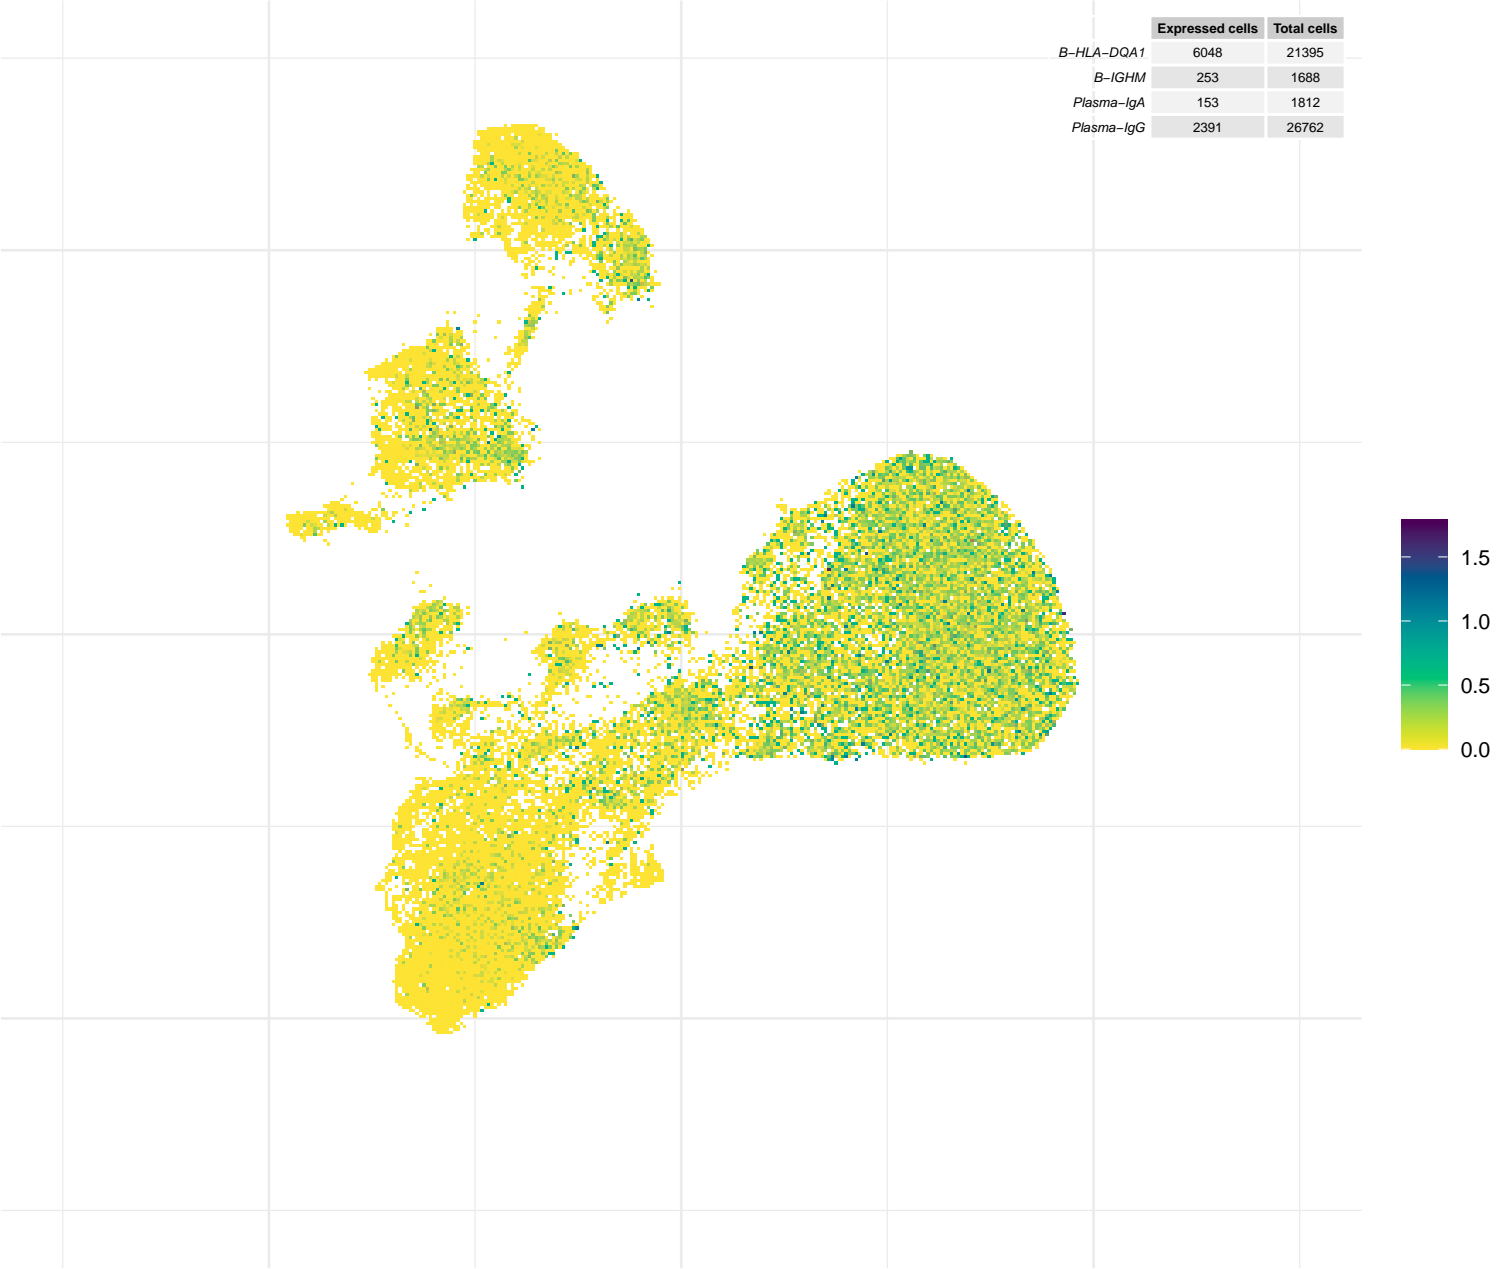 Expressed cells Total cells
B−HLA−DQA1 6048 21395
B−IGHM 253 1688
Plasma−IgA 153 1812
Plasma−IgG 2391 26762
1.5
1.0
0.5
0.0